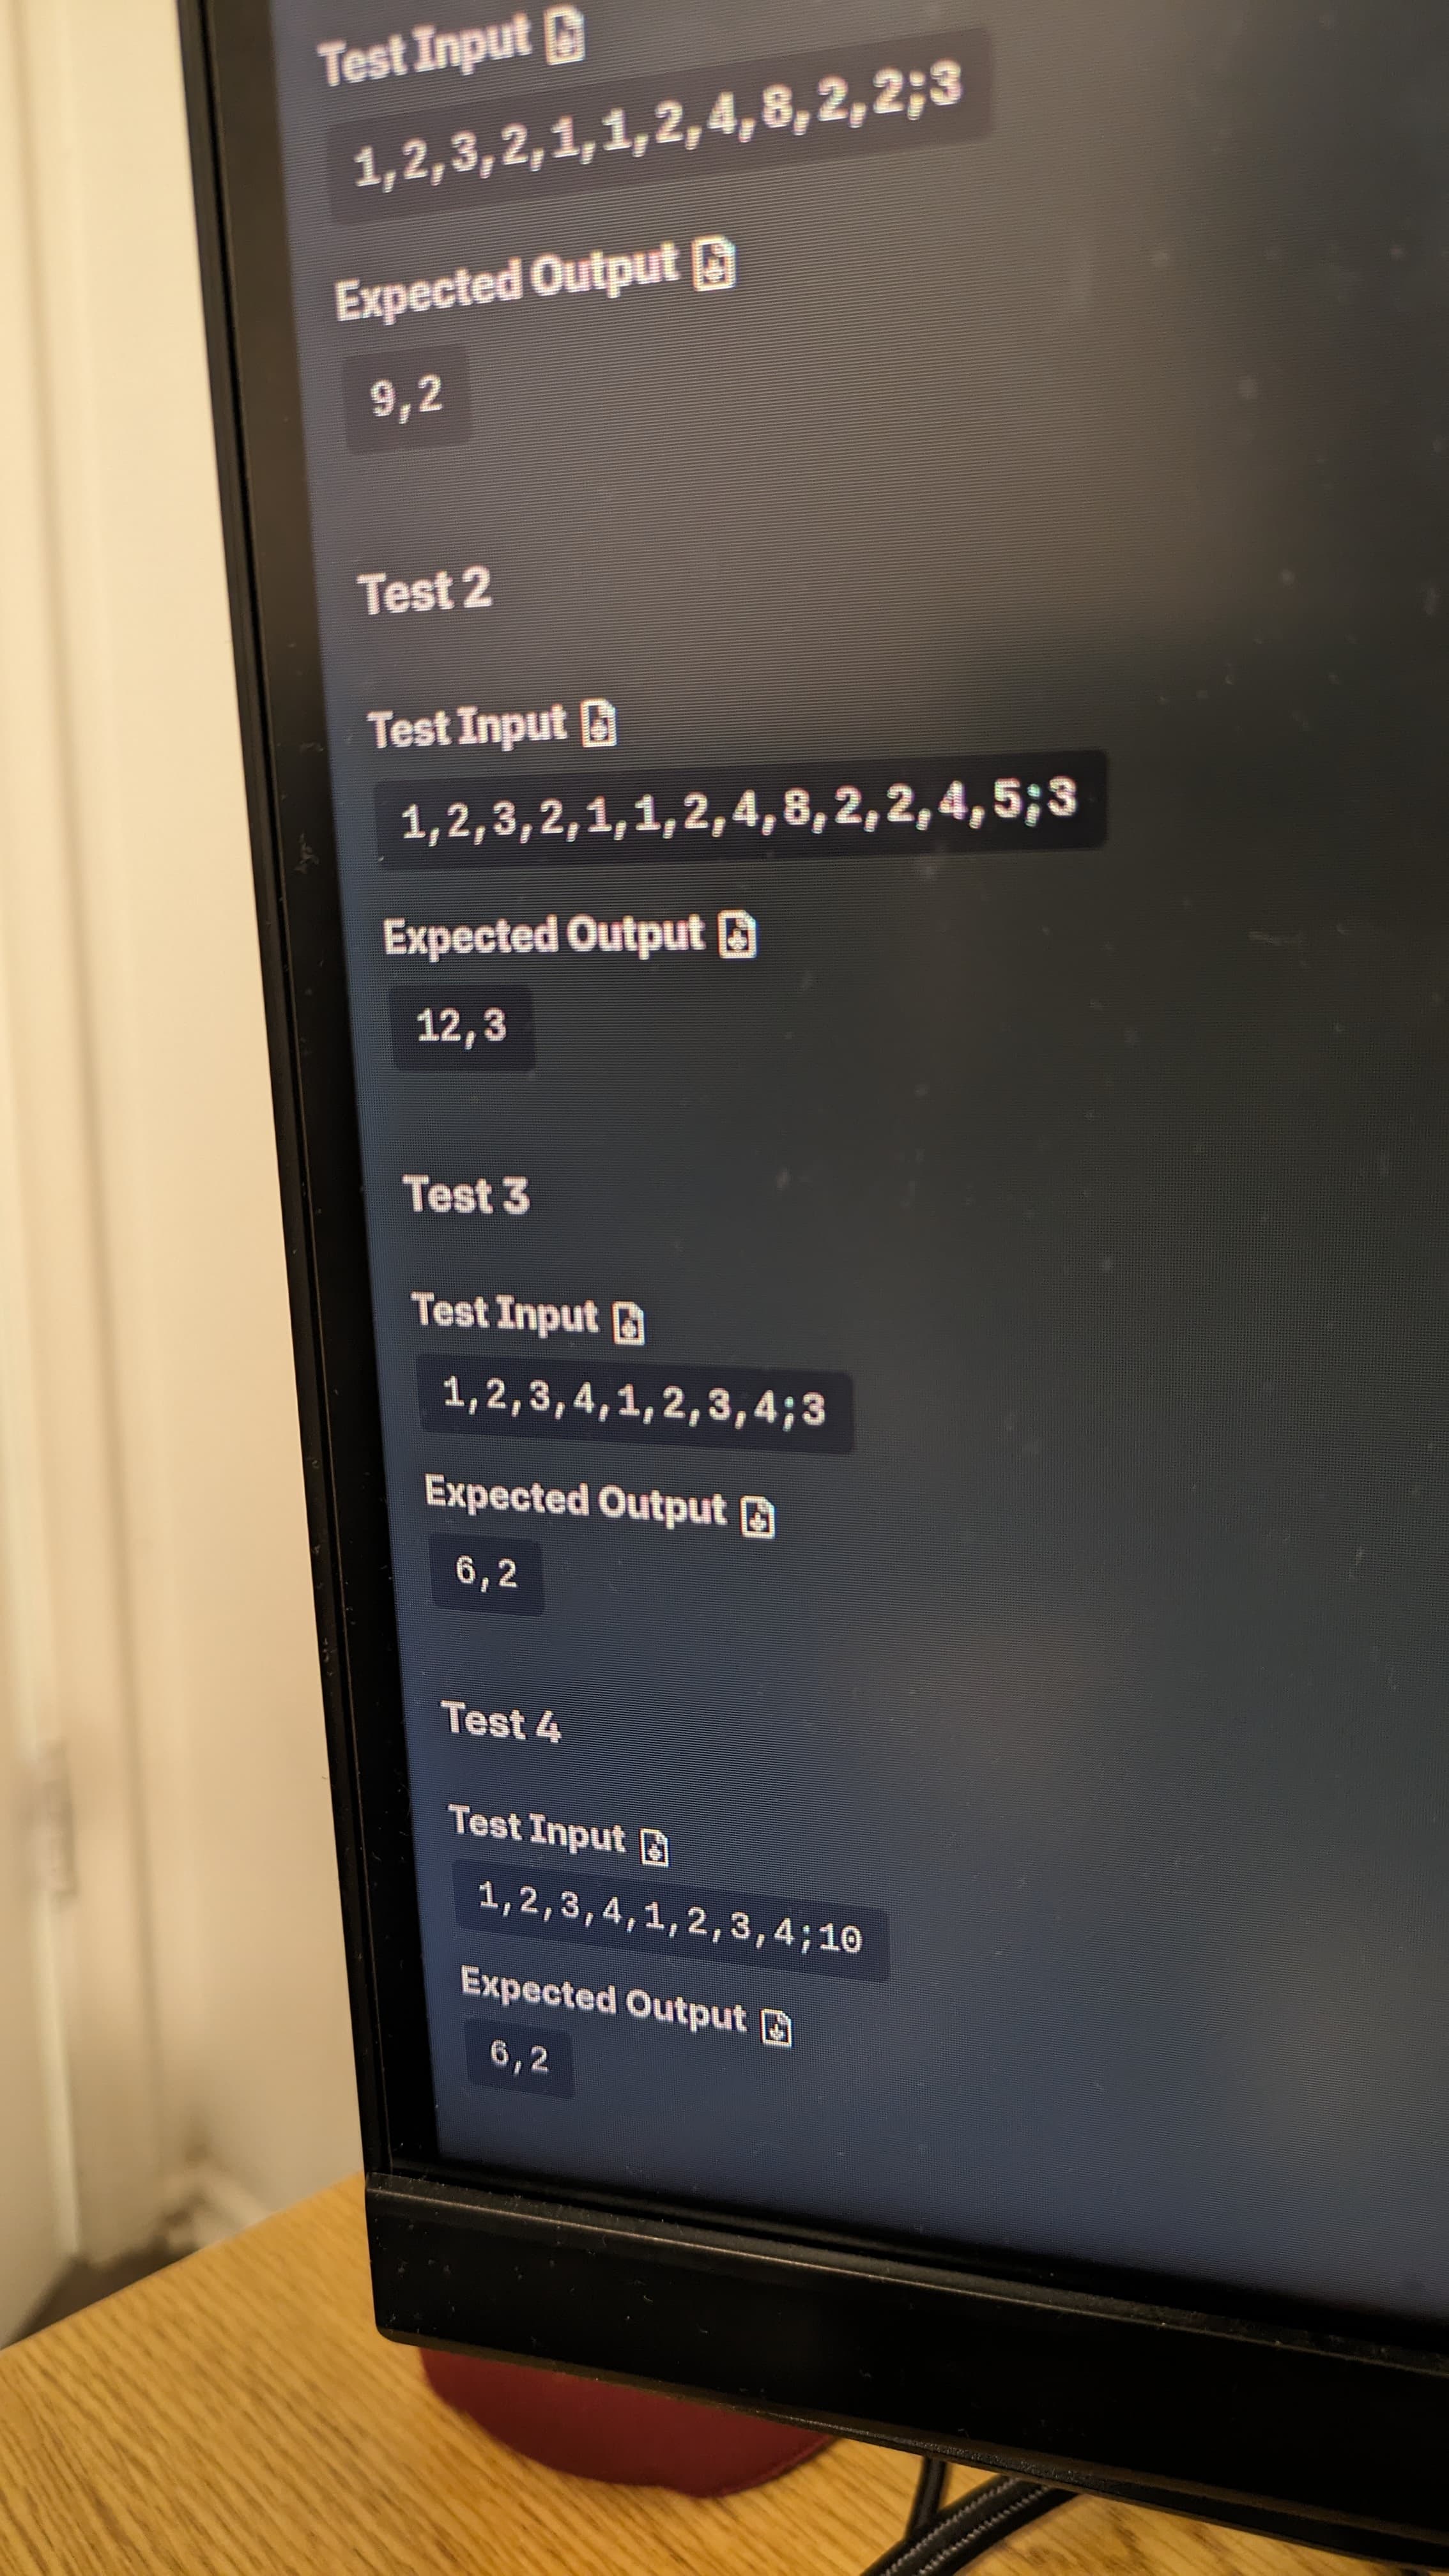 Test Input
1,2,3,2,1,1,2,4,8,2,2;3
Expected Output
9,2
Test 2
Test Input
1,2,3,2,1,1,2,4,8,2,2,4,5;3
Expected Output
12,3
Test 3
Test Input
1,2,3,4,1,2,3,4;3
Expected Output
6,2
Test 4
Test Input
1,2,3,4,1,2,3,4;10
Expected Output
6,2